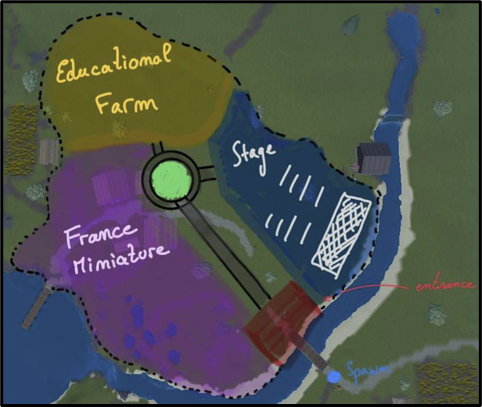 Educational
Farm
Stage
France
Miniature
entrance
Spawn